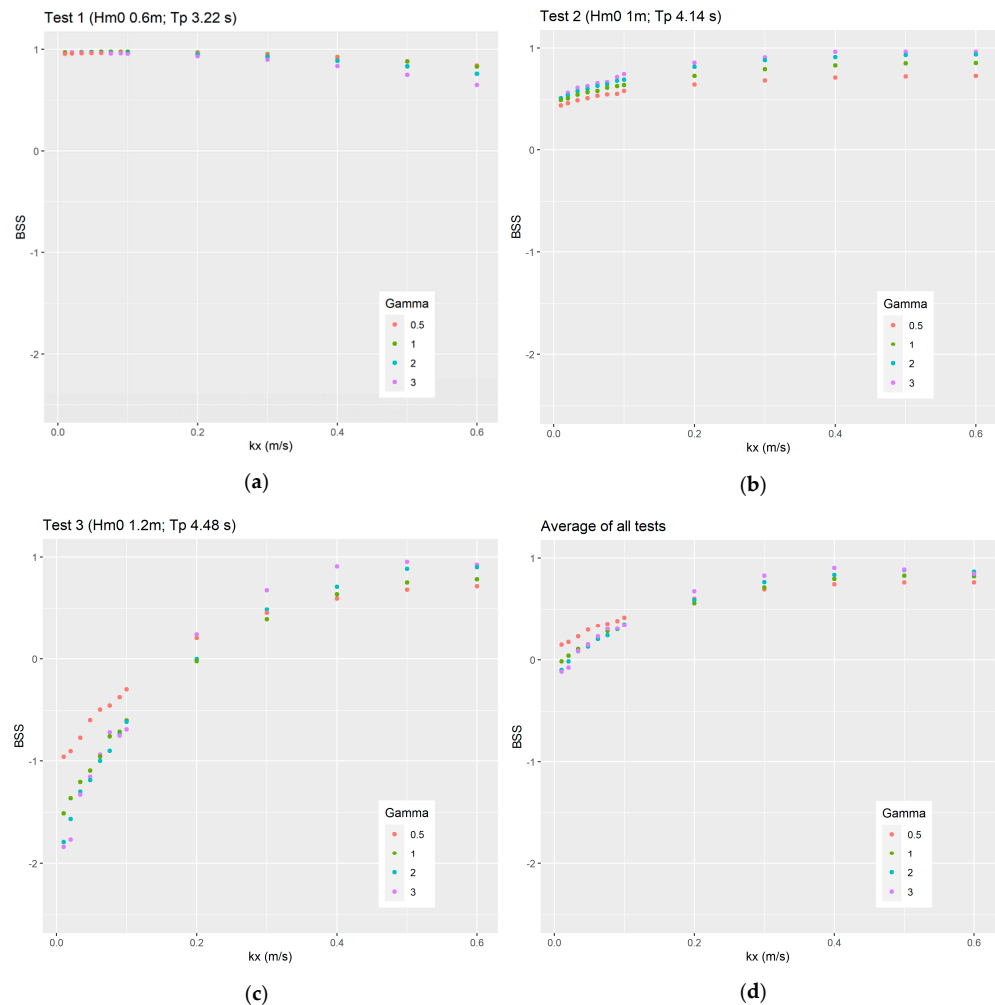 Test 1 (Hm0 0.6m; Tp 3.22 s)
1
0
-1
-2
BSS
Gamma
0.5
1
2
3
0.0
0.2
0.4
0.6
kx (m/s)
(a)
Test 2 (Hm0 1m; Tp 4.14 s)
1
0
-1
-2
BSS
Gamma
0.5
1
2
3
0.0
0.2
0.4
0.6
kx (m/s)
(b)
Test 3 (Hm0 1.2m; Tp 4.48 s)
1
0
-1
-2
BSS
Gamma
0.5
1
2
3
0.0
0.2
0.4
0.6
kx (m/s)
(c)
Average of all tests
1
0
-1
-2
BSS
Gamma
0.5
1
2
3
0.0
0.2
0.4
0.6
kx (m/s)
(d)